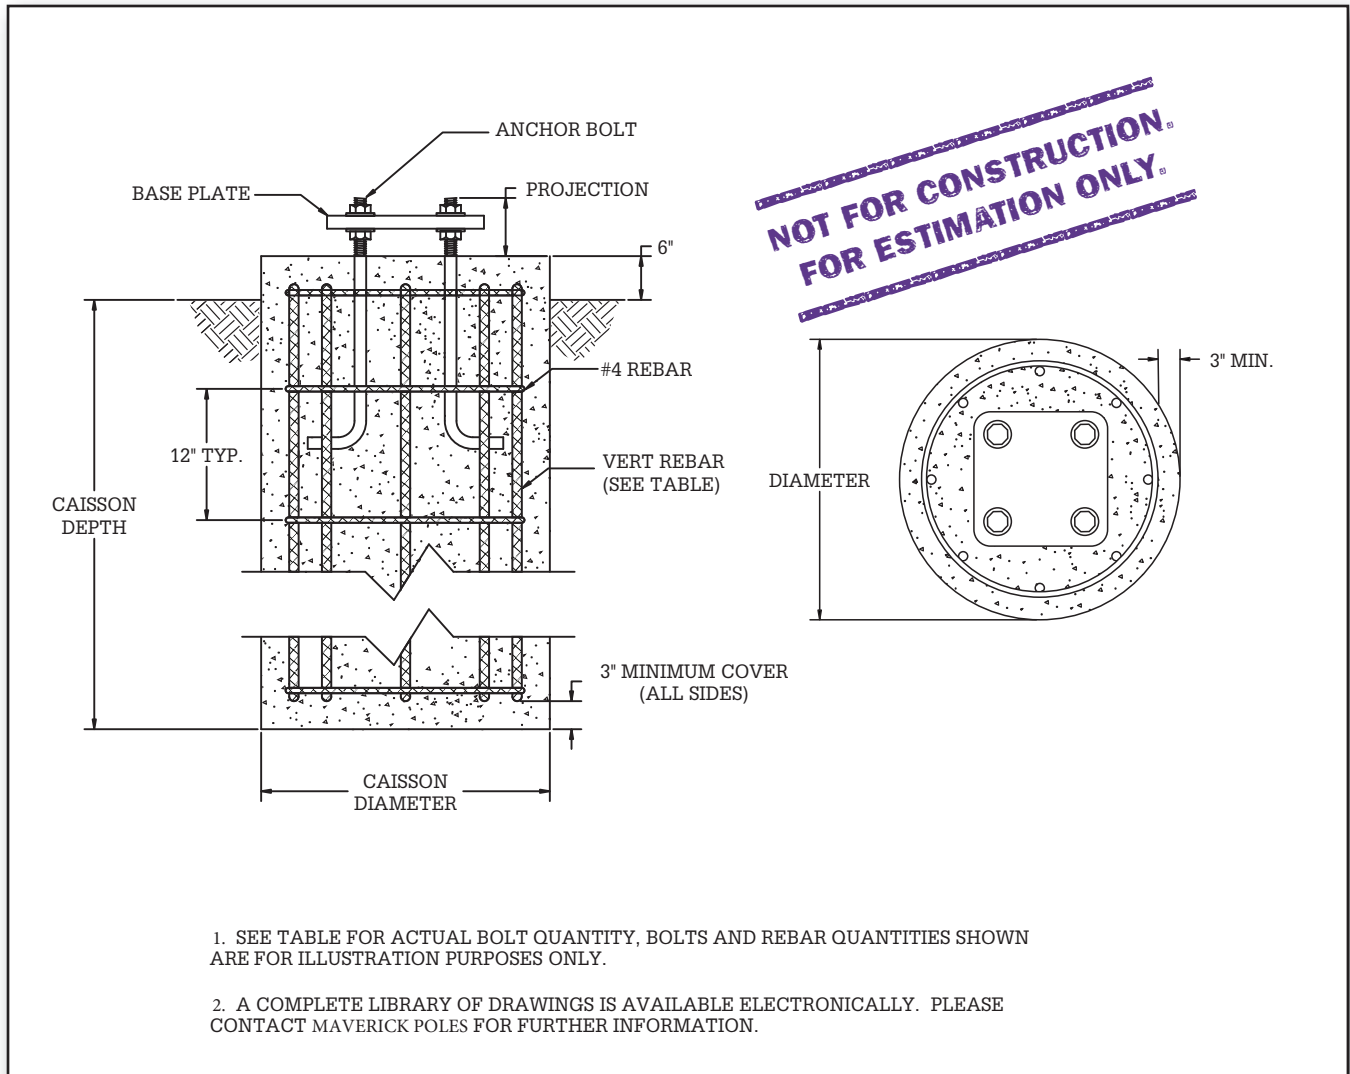 ANCHOR BOLT
BASE PLATE
PROJECTION
6"
NOT FOR CONSTRUCTION.
FOR ESTIMATION ONLY.
#4 REBAR
3" MIN.
12" TYP.
VERT REBAR
(SEE TABLE)
DIAMETER
CAISSON
DEPTH
3" MINIMUM COVER
(ALL SIDES)
CAISSON
DIAMETER
1. SEE TABLE FOR ACTUAL BOLT QUANTITY, BOLTS AND REBAR QUANTITIES SHOWN
ARE FOR ILLUSTRATION PURPOSES ONLY.
2. A COMPLETE LIBRARY OF DRAWINGS IS AVAILABLE ELECTRONICALLY. PLEASE
CONTACT MAVERICK POLES FOR FURTHER INFORMATION.